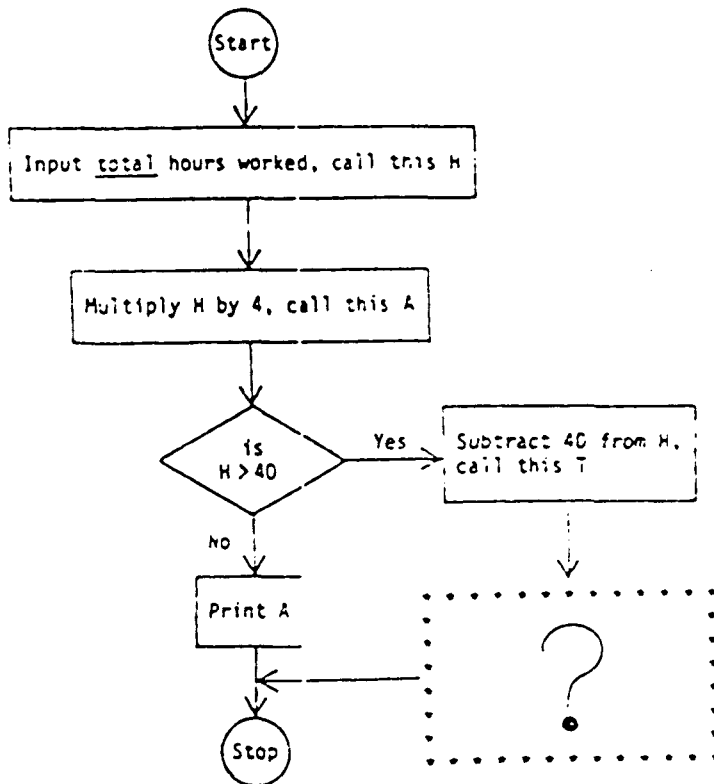 Start
Input total hours worked, call this H
Multiply H by 4, call this A
is
H > 40
Yes
Subtract 40 from H,
call this T
No
Print A
?
Stop